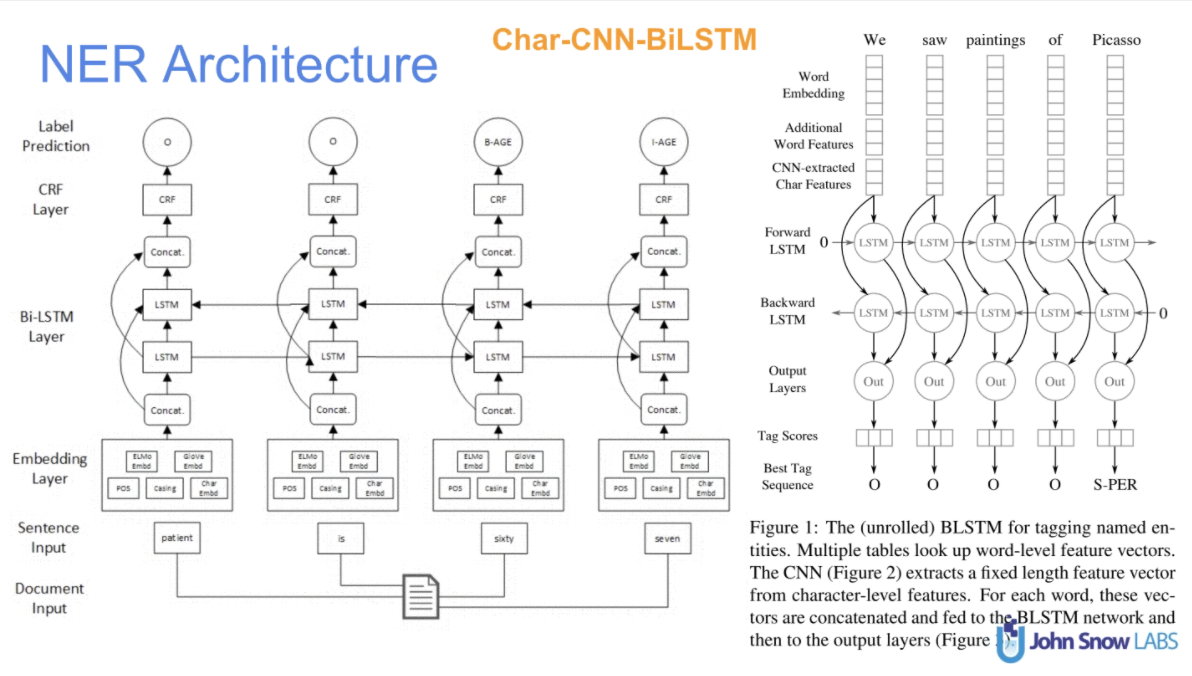 NER Architecture
Char-CNN-BiLSTM
Label
Prediction
O
O
B-AGE
I-AGE
CRF
Layer
CRF
CRF
CRF
CRF
Concat.
Concat.
Concat.
Concat.
Bi-LSTM
Layer
LSTM
LSTM
LSTM
LSTM
LSTM
LSTM
LSTM
LSTM
Concat.
Concat.
Concat.
Concat.
Embedding
Layer
ELMo
Embd
Glove
Embd
POS
Casing
Char
Embd
ELMo
Embd
Glove
Embd
POS
Casing
Char
Embd
ELMo
Embd
Glove
Embd
POS
Casing
Char
Embd
ELMo
Embd
Glove
Embd
POS
Casing
Char
Embd
Sentence
Input
patient
is
sixty
seven
Document
Input
We saw paintings of Picasso
Word
Embedding
Additional
Word Features
CNN-extracted
Char Features
Forward
LSTM
0
LSTM
LSTM
LSTM
LSTM
LSTM
Backward
LSTM
LSTM
LSTM
LSTM
LSTM
LSTM
0
Output
Layers
Out
Out
Out
Out
Out
Tag Scores
Best Tag
Sequence
O
O
O
O
S-PER
Figure 1: The (unrolled) BLSTM for tagging named en-
tities. Multiple tables look up word-level feature vectors.
The CNN (Figure 2) extracts a fixed length feature vector
from character-level features. For each word, these vec-
tors are concatenated and fed to the BLSTM network and
then to the output layers (Figure
John Snow LABS